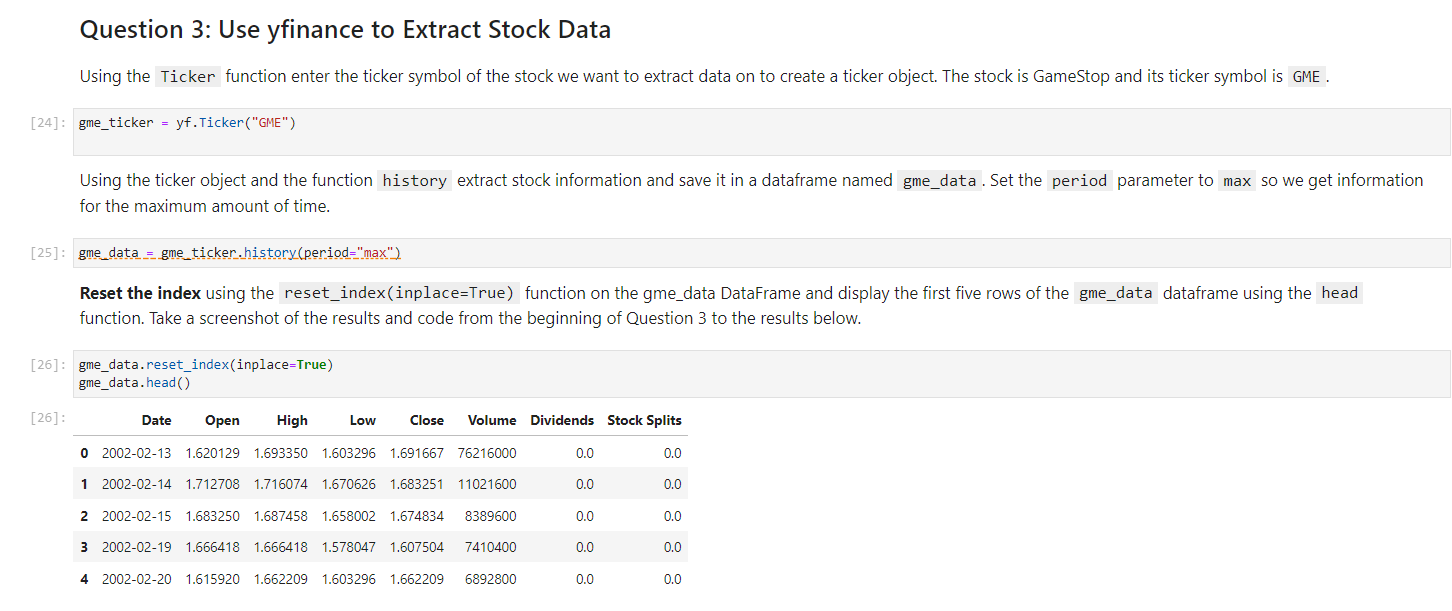 Question 3: Use yfinance to Extract Stock Data
Using the Ticker function enter the ticker symbol of the stock we want to extract data on to create a ticker object. The stock is GameStop and its ticker symbol is GME.
[24]: gme_ticker = yf.Ticker("GME")
Using the ticker object and the function history extract stock information and save it in a dataframe named gme_data. Set the period parameter to max so we get information
for the maximum amount of time.
[25]: gme_data = gme_ticker.history(period="max")
Reset the index using the reset_index(inplace=True) function on the gme_data DataFrame and display the first five rows of the gme_data dataframe using the head
function. Take a screenshot of the results and code from the beginning of Question 3 to the results below.
[26]: gme_data.reset_index(inplace=True)
gme_data.head()
[26]: Date Open High Low Close Volume Dividends Stock Splits
0 2002-02-13 1.620129 1.693350 1.603296 1.691667 76216000 0.0 0.0
1 2002-02-14 1.712708 1.716074 1.670626 1.683251 11021600 0.0 0.0
2 2002-02-15 1.683250 1.687458 1.658002 1.674834 8389600 0.0 0.0
3 2002-02-19 1.666418 1.666418 1.578047 1.607504 7410400 0.0 0.0
4 2002-02-20 1.615920 1.662209 1.603296 1.662209 6892800 0.0 0.0